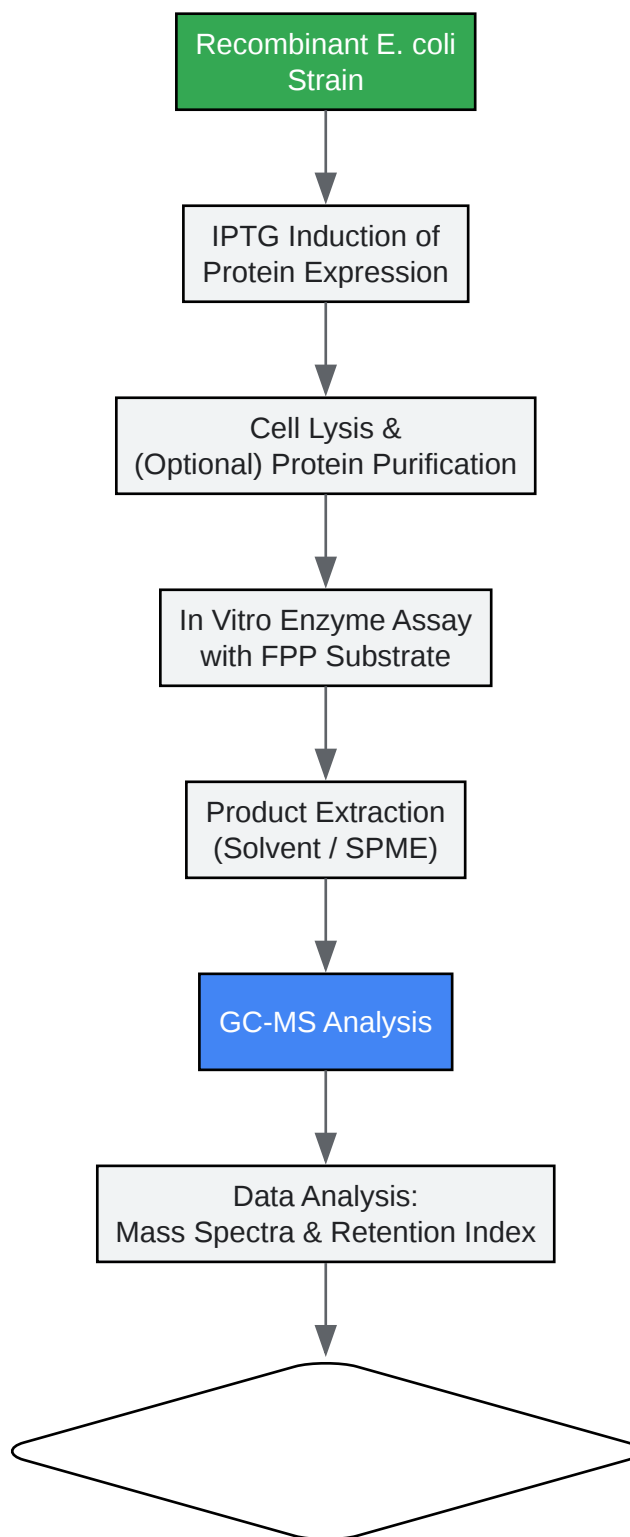 Recombinant E. coli
Strain
IPTG Induction of
Protein Expression
Cell Lysis &
(Optional) Protein Purification
In Vitro Enzyme Assay
with FPP Substrate
Product Extraction
(Solvent / SPME)
GC-MS Analysis
Data Analysis:
Mass Spectra & Retention Index